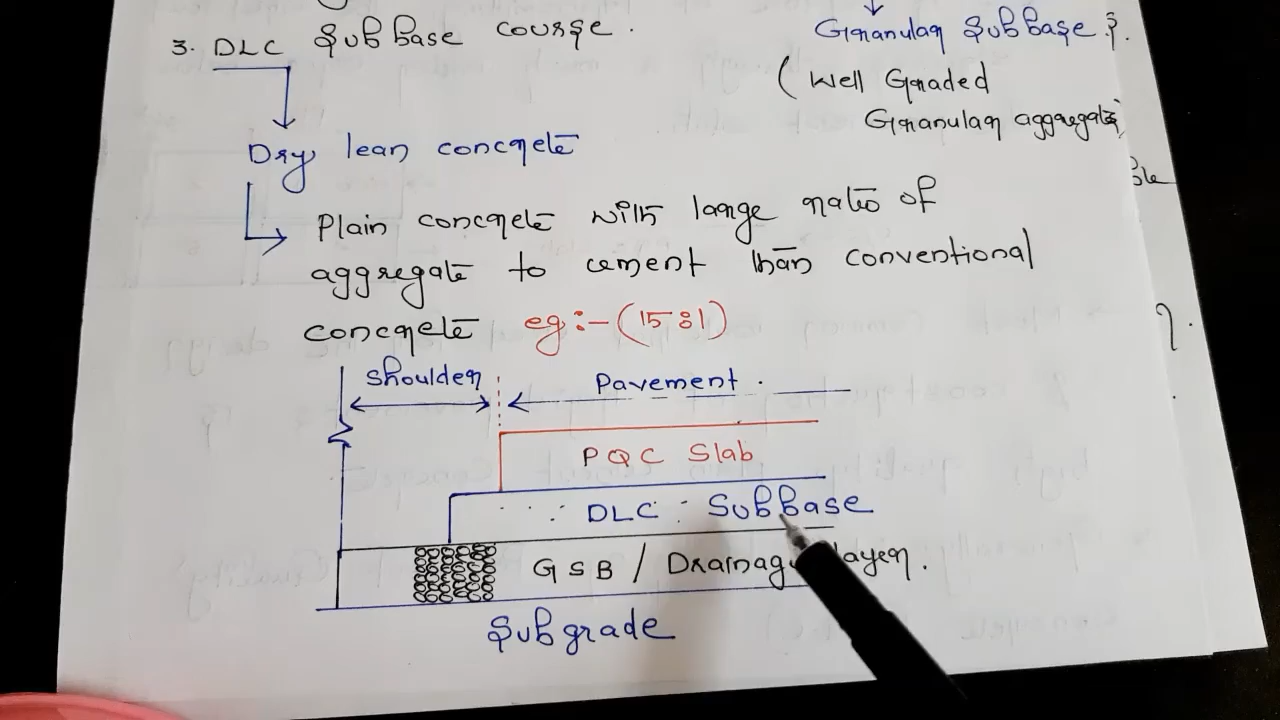 3. DLC Subbase course.
Granular Subbase
(Well Graded
Granular aggregate)
Dry lean concrete
Plain concrete with large ratio of
aggregate to cement than conventional
concrete eg:-(15:1)
Shoulder
Pavement.
PQC Slab
DLC Subbase
GSB / Drainage layer.
Subgrade